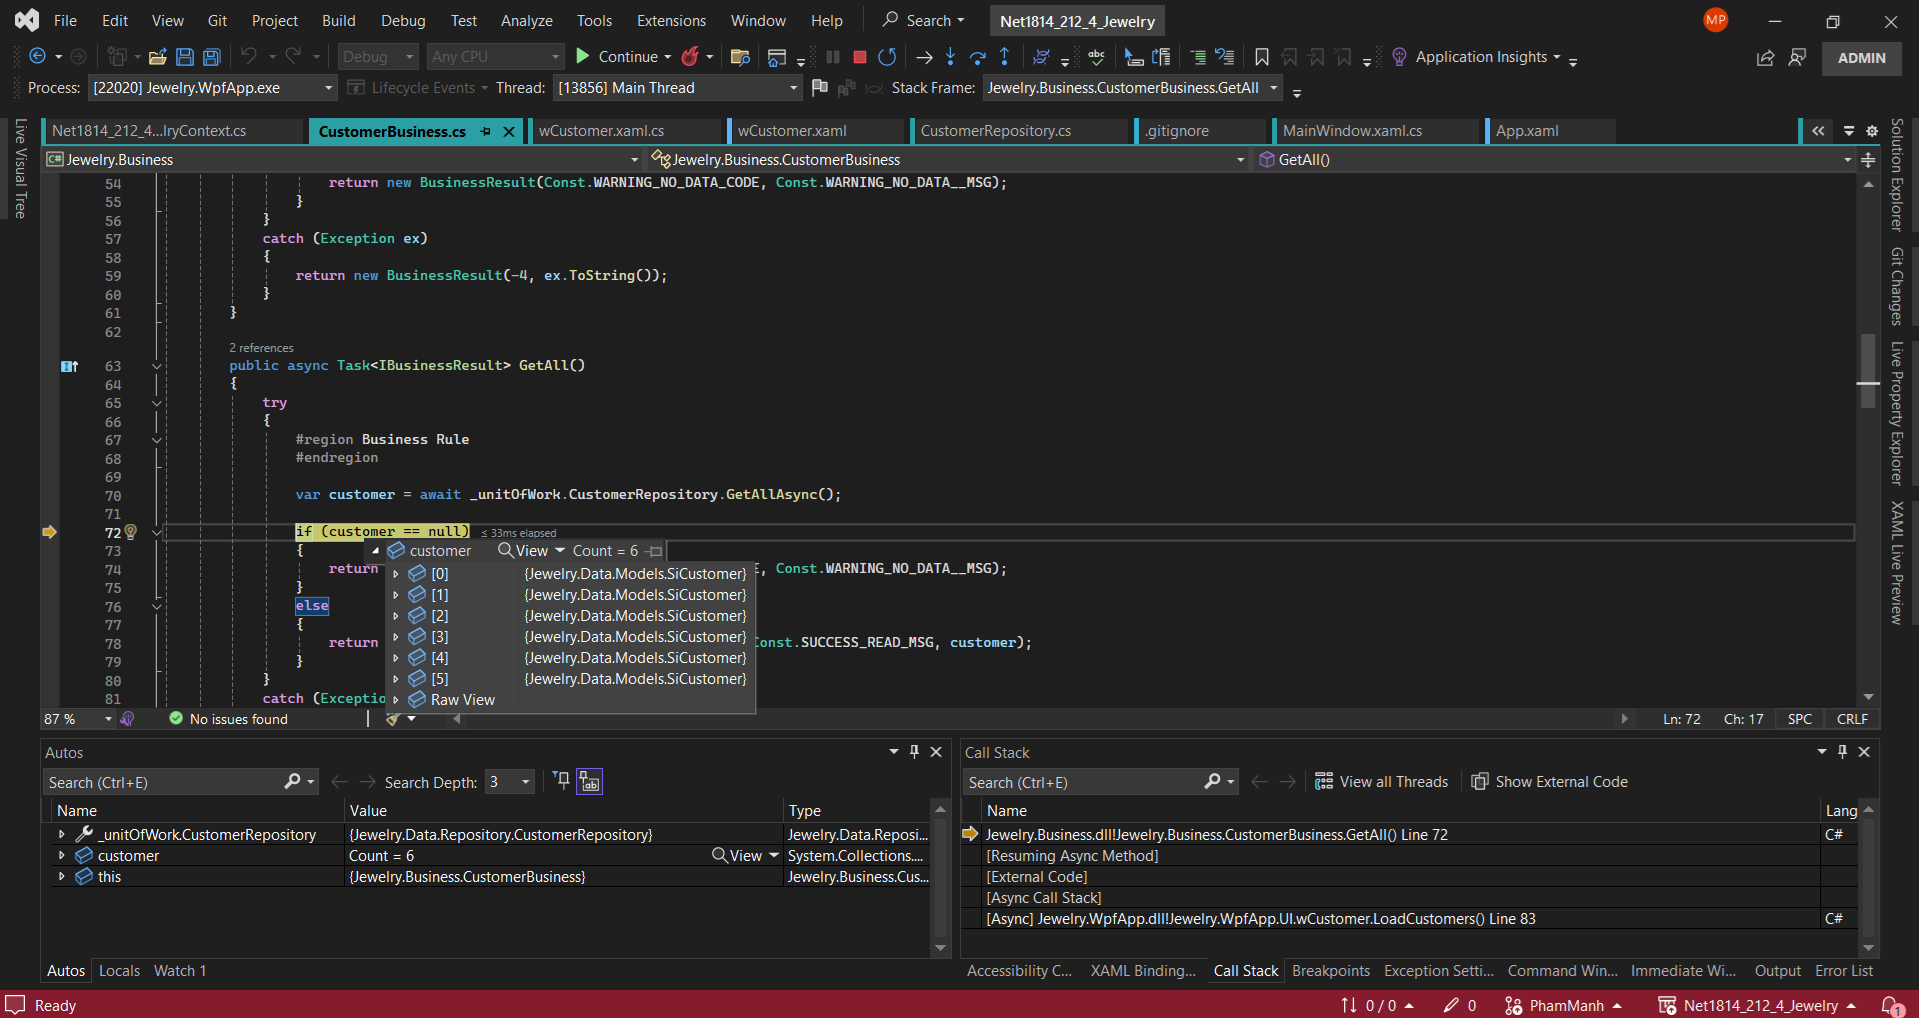 File Edit View Git Project Build Debug Test Analyze Tools Extensions Window Help Search Net1814_212_4_Jewelry MP
Debug Any CPU Continue Application Insights ADMIN
Process: [22020] Jewelry.WpfApp.exe Lifecycle Events Thread: [13856] Main Thread Stack Frame: Jewelry.Business.CustomerBusiness.GetAll
Live Visual Tree
Net1814_212_4...lryContext.cs CustomerBusiness.cs wCustomer.xaml.cs wCustomer.xaml CustomerRepository.cs .gitignore MainWindow.xaml.cs App.xaml
C# Jewelry.Business Jewelry.Business.CustomerBusiness GetAll()
54 return new BusinessResult(Const.WARNING_NO_DATA_CODE, Const.WARNING_NO_DATA__MSG);
55 }
56 }
57 catch (Exception ex)
58 {
59 return new BusinessResult(-4, ex.ToString());
60 }
61 }
62
2 references
63 public async Task<IBusinessResult> GetAll()
64 {
65 try
66 {
67 #region Business Rule
68 #endregion
69
70 var customer = await _unitOfWork.CustomerRepository.GetAllAsync();
71
72 if (customer == null) ≤ 33ms elapsed
73 {
74 return E, Const.WARNING_NO_DATA__MSG);
75 }
76 else
77 {
78 return Const.SUCCESS_READ_MSG, customer);
79 }
80 }
81 catch (Exceptio
customer View Count = 6
[0] {Jewelry.Data.Models.SiCustomer}
[1] {Jewelry.Data.Models.SiCustomer}
[2] {Jewelry.Data.Models.SiCustomer}
[3] {Jewelry.Data.Models.SiCustomer}
[4] {Jewelry.Data.Models.SiCustomer}
[5] {Jewelry.Data.Models.SiCustomer}
Raw View
87 % No issues found Ln: 72 Ch: 17 SPC CRLF
Solution Explorer
Git Changes
Live Property Explorer
XAML Live Preview
Autos
Search (Ctrl+E) Search Depth: 3
Name Value Type
_unitOfWork.CustomerRepository {Jewelry.Data.Repository.CustomerRepository} Jewelry.Data.Reposi...
customer Count = 6 View System.Collections....
this {Jewelry.Business.CustomerBusiness} Jewelry.Business.Cus...
Autos Locals Watch 1
Call Stack
Search (Ctrl+E) View all Threads Show External Code
Name Lang
Jewelry.Business.dll!Jewelry.Business.CustomerBusiness.GetAll() Line 72 C#
[Resuming Async Method]
[External Code]
[Async Call Stack]
[Async] Jewelry.WpfApp.dll!Jewelry.WpfApp.UI.wCustomer.LoadCustomers() Line 83 C#
Accessibility C... XAML Binding... Call Stack Breakpoints Exception Setti... Command Win... Immediate Wi... Output Error List
Ready 0 / 0 0 PhamManh Net1814_212_4_Jewelry 1